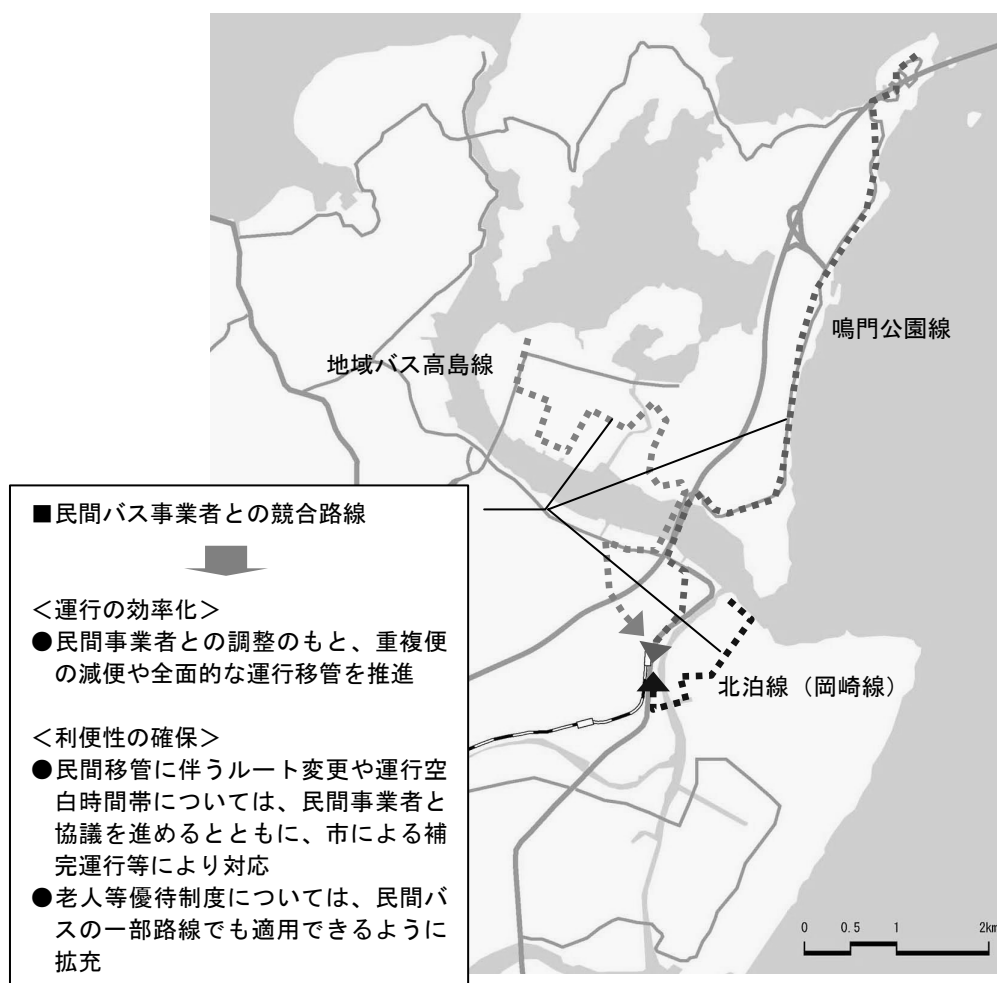 鳴門公園線
地域バス高島線
■民間バス事業者との競合路線
＜運行の効率化＞
●民間事業者との調整のもと、重複便
の減便や全面的な運行移管を推進
北泊線（岡崎線）
＜利便性の確保＞
●民間移管に伴うルート変更や運行空
白時間帯については、民間事業者と
協議を進めるとともに、市による補
完運行等により対応
●老人等優待制度については、民間バ
スの一部路線でも適用できるように
拡充
0 0.5 1 2km